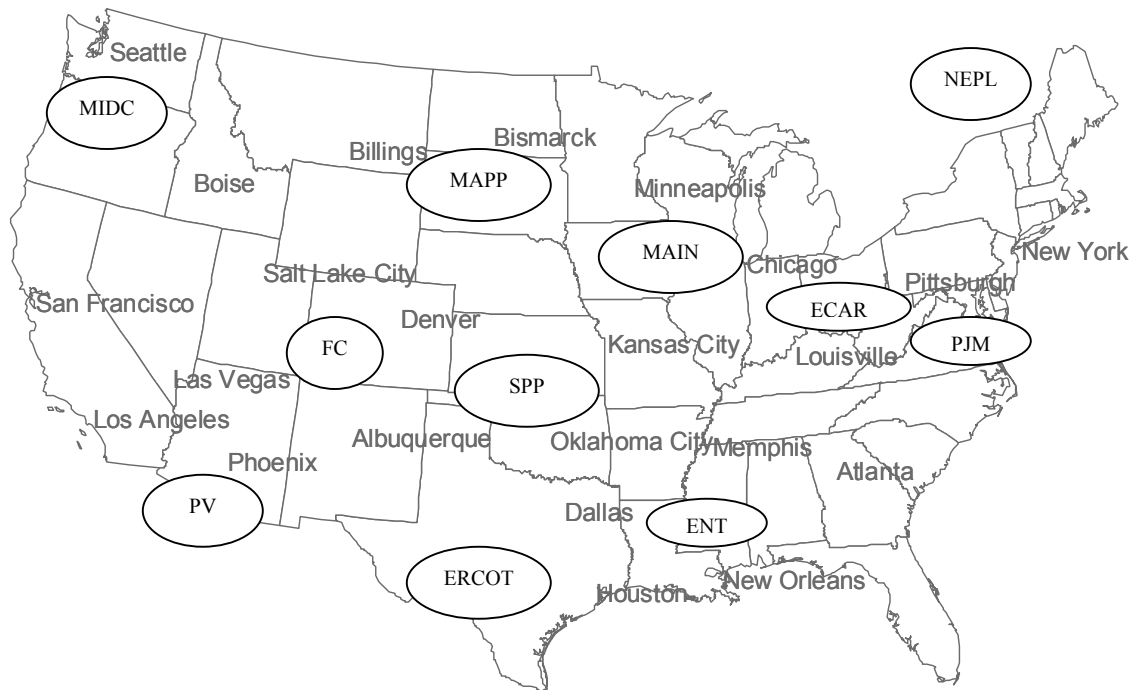 Seattle
NEPL
MIDC
Bismarck
Billings
MAPP
Boise
Minneapolis
MAIN
New York
Chicago
Salt Lake City
Pittsburgh
San Francisco
ECAR
Denver
Kansas City
PJM
FC
Louisville
Las Vegas
SPP
Los Angeles
Albuquerque
Oklahoma City
Memphis
Phoenix
Atlanta
PV
Dallas
ENT
ERCOT
New Orleans
Houston